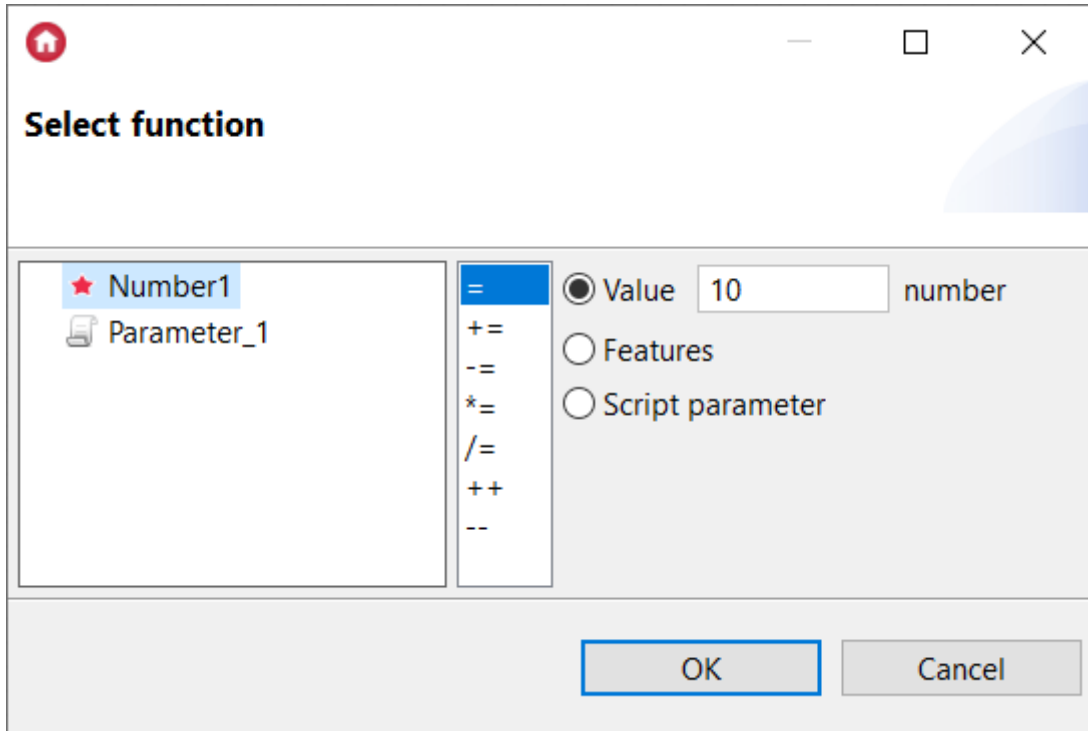 Select function
Number1
Parameter_1
=
+=
-=
*=
/=
++
--
Value 10 number
Features
Script parameter
OK Cancel